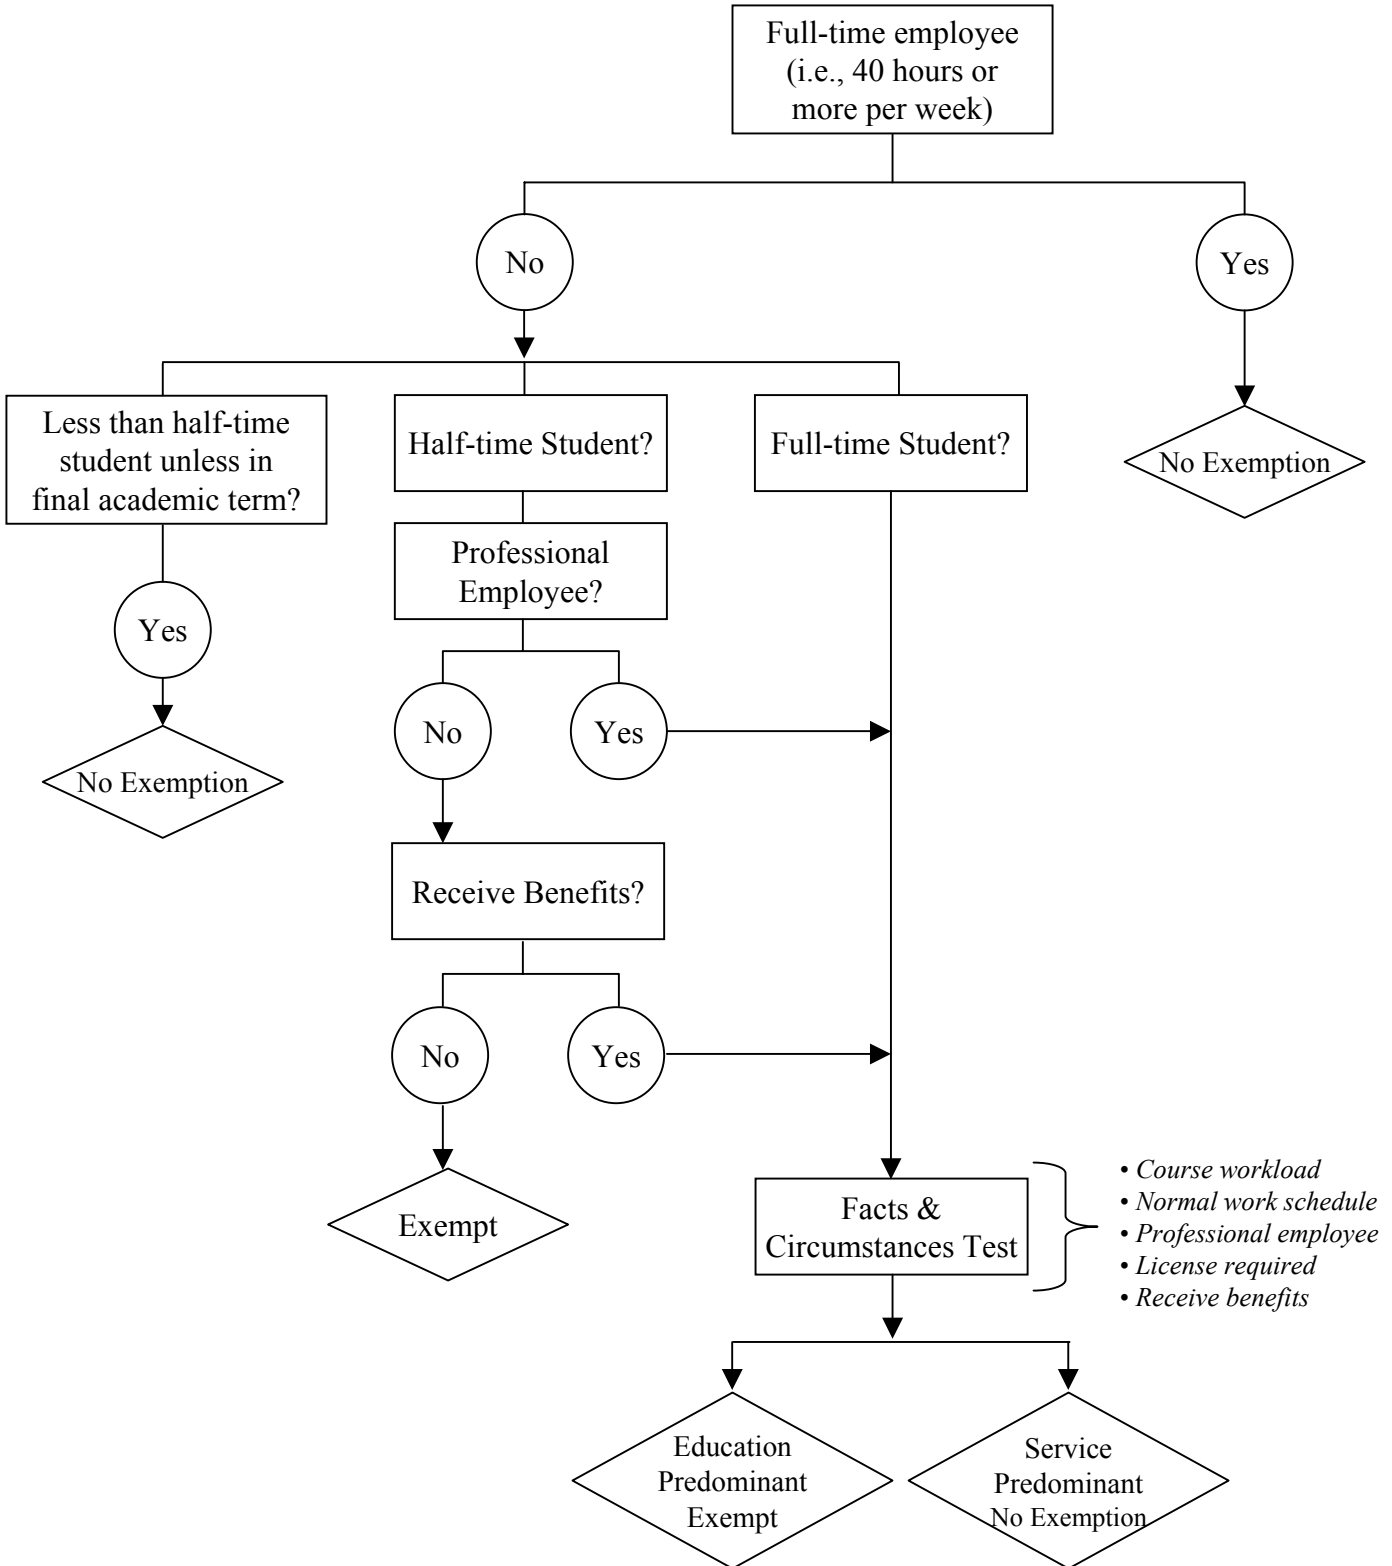 Full-time employee
(i.e., 40 hours or
more per week)
No
Yes
Less than half-time
student unless in
final academic term?
Half-time Student?
Full-time Student?
No Exemption
Professional
Employee?
Yes
No
Yes
No Exemption
Receive Benefits?
No
Yes
Exempt
Facts &
Circumstances Test
• Course workload
• Normal work schedule
• Professional employee
• License required
• Receive benefits
Education
Predominant
Exempt
Service
Predominant
No Exemption